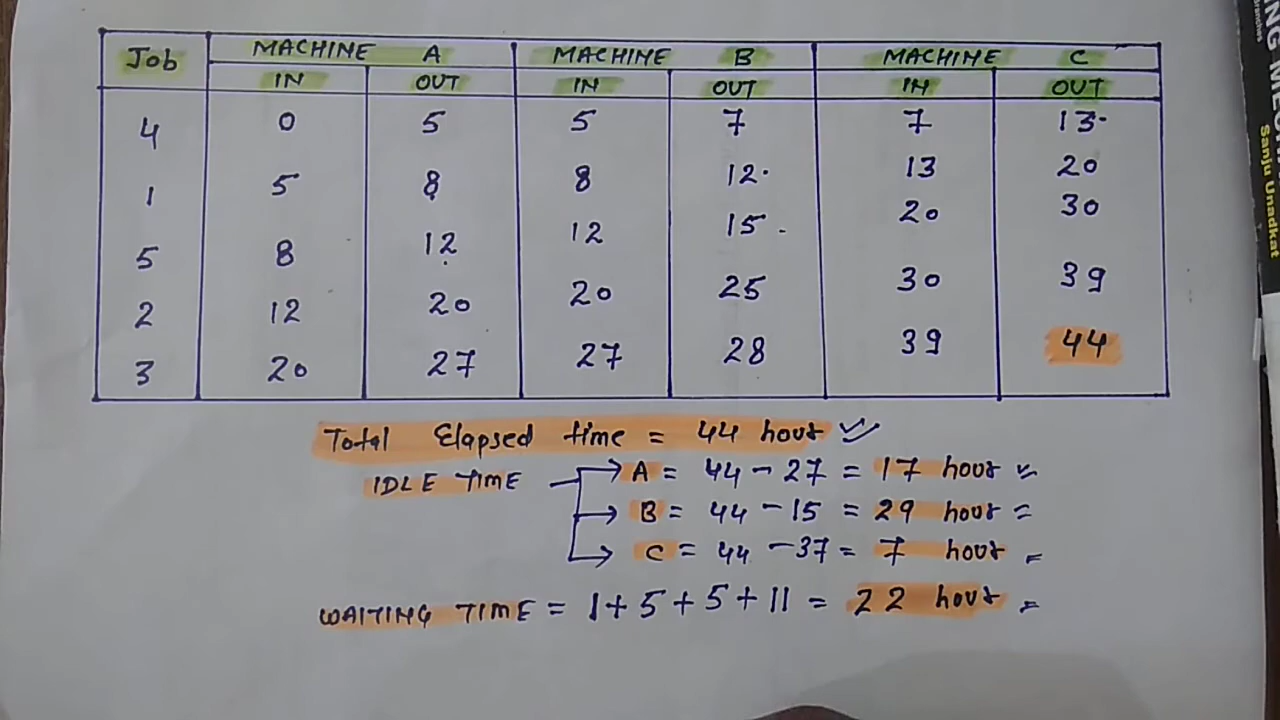 Job MACHINE A MACHINE B MACHINE C
IN OUT IN OUT IN OUT
4 0 5 5 7 7 13
1 5 8 8 12 13 20
5 8 12 12 15 20 30
2 12 20 20 25 30 39
3 20 27 27 28 39 44
Total Elapsed time = 44 hour
IDLE TIME → A = 44 - 27 = 17 hour
→ B = 44 - 15 = 29 hour =
→ C = 44 - 37 = 7 hour =
WAITING TIME = 1 + 5 + 5 + 11 = 22 hour =
Sanju Unadkat